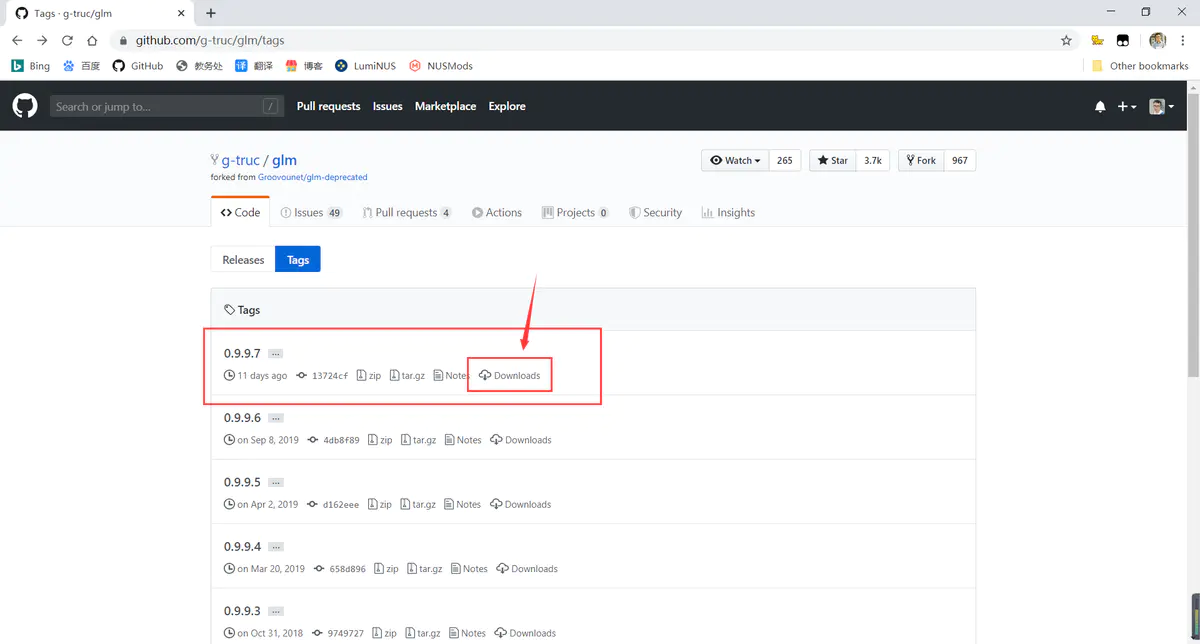 Tags · g-truc/glm
github.com/g-truc/glm/tags
Bing 百度 GitHub 教务处 译 翻译 博客 LumiNUS NUSMods Other bookmarks
Search or jump to... / Pull requests Issues Marketplace Explore
g-truc / glm Watch 265 Star 3.7k Fork 967
forked from Groovounet/glm-deprecated
Code Issues 49 Pull requests 4 Actions Projects 0 Security Insights
Releases Tags
Tags
0.9.9.7 ...
11 days ago 13724cf zip tar.gz Notes Downloads
0.9.9.6 ...
on Sep 8, 2019 4db8f89 zip tar.gz Notes Downloads
0.9.9.5 ...
on Apr 2, 2019 d162eee zip tar.gz Notes Downloads
0.9.9.4 ...
on Mar 20, 2019 658d896 zip tar.gz Notes Downloads
0.9.9.3 ...
on Oct 31, 2018 9749727 zip tar.gz Notes Downloads